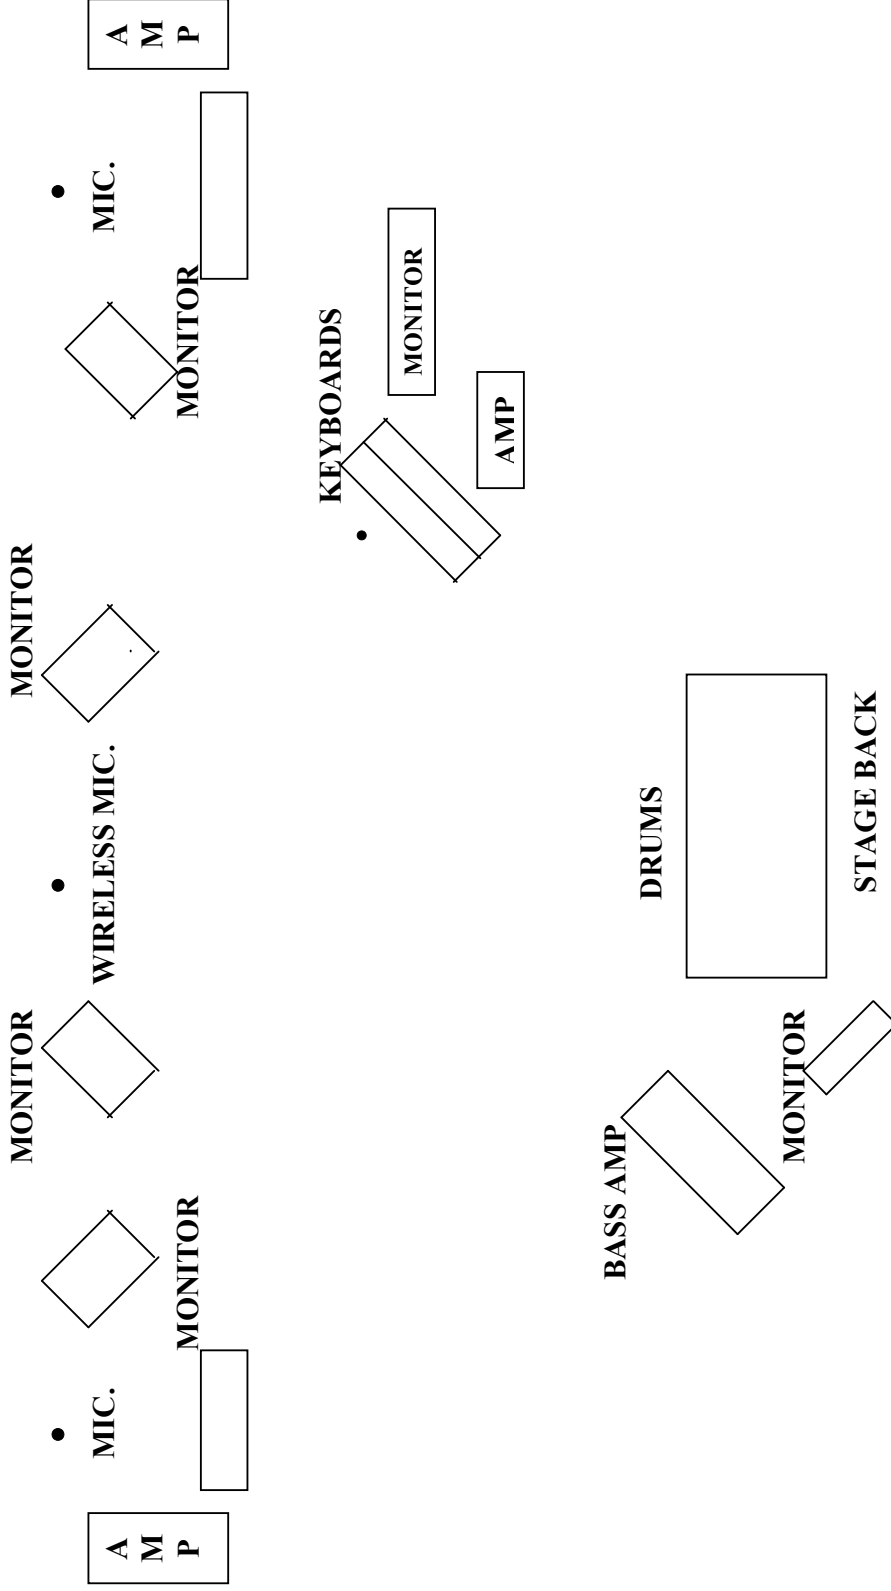 MONITOR
MONITOR
A
M
P
MIC.
WIRELESS MIC.
MIC.
A
M
P
MONITOR
MONITOR
KEYBOARDS
MONITOR
AMP
BASS AMP
DRUMS
MONITOR
STAGE BACK